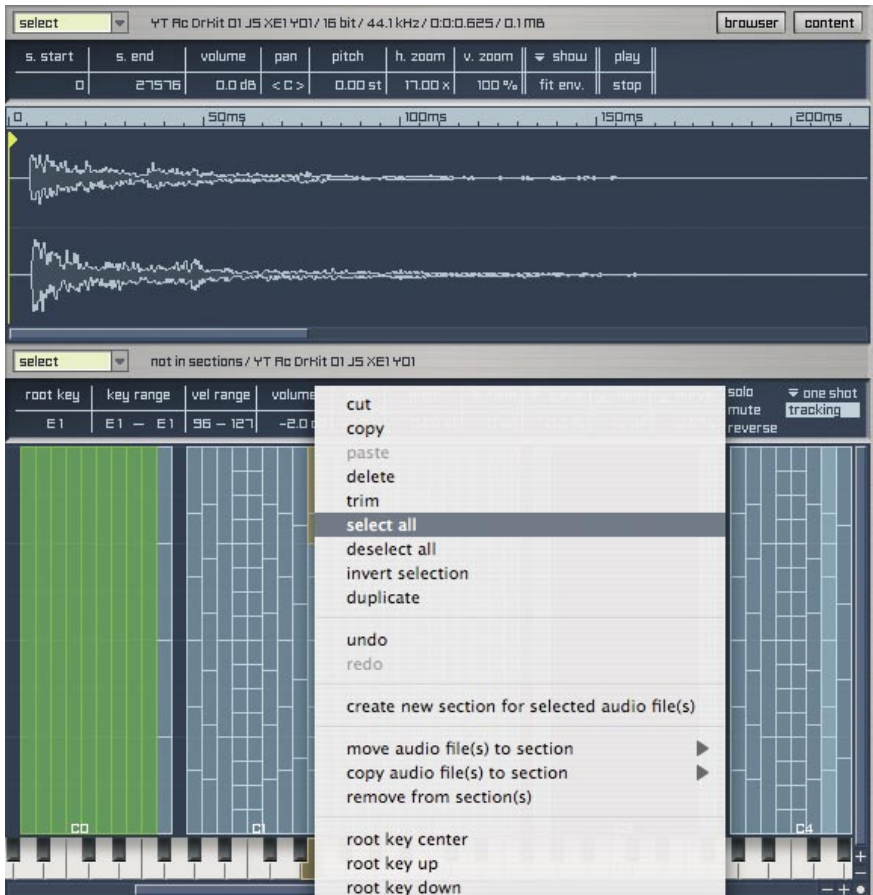 select YT Ac DrKit 01 JS XE1 Y01/ 16 bit/ 44.1 kHz/ 0:0:0.625/ 0.1 MB browser content
s. start s. end volume pan pitch h. zoom v. zoom show play
0 27576 0.0 dB <C> 0.00 st 17.00 x 100 % fit env. stop
0 50ms 100ms 150ms 200ms
select not in sections / YT Ac DrKit 01 JS XE1 Y01
root key key range vel range volume solo one shot
mute tracking
E1 E1 — E1 96 — 127 -2.0 reverse
cut
copy
paste
delete
trim
select all
deselect all
invert selection
duplicate
undo
redo
create new section for selected audio file(s)
move audio file(s) to section
copy audio file(s) to section
remove from section(s)
C0 C1 C4
root key center
root key up
root key down